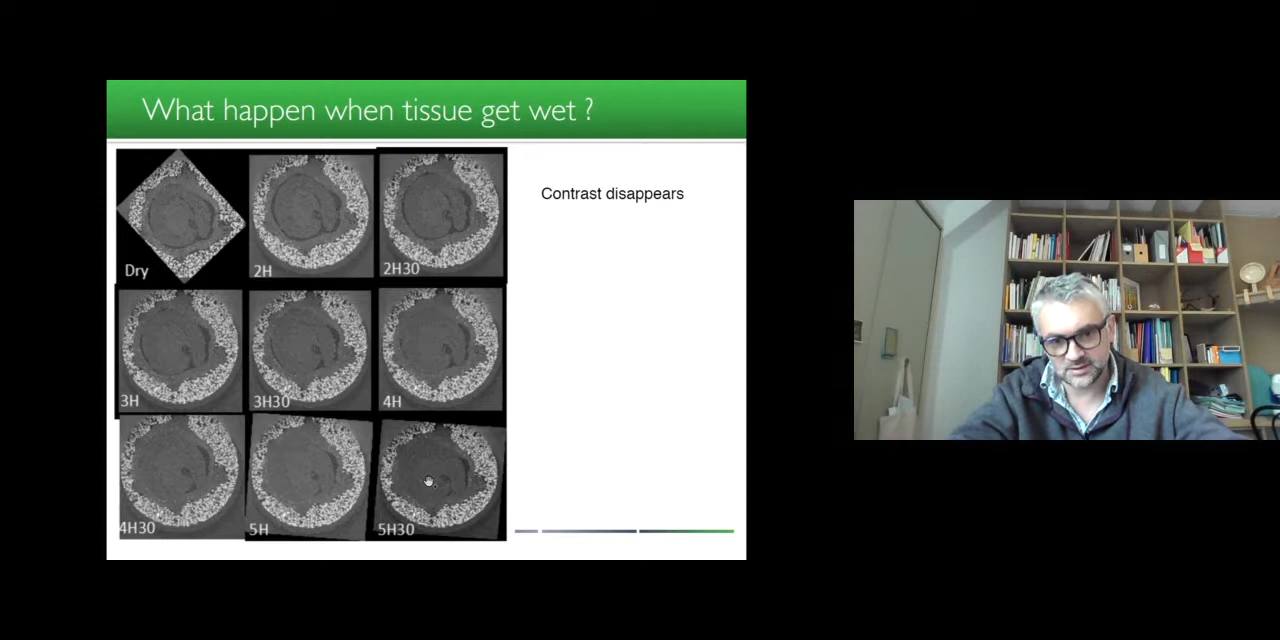 What happen when tissue get wet ?
Contrast disappears
Dry
2H
2H30
3H
3H30
4H
4H30
5H
5H30